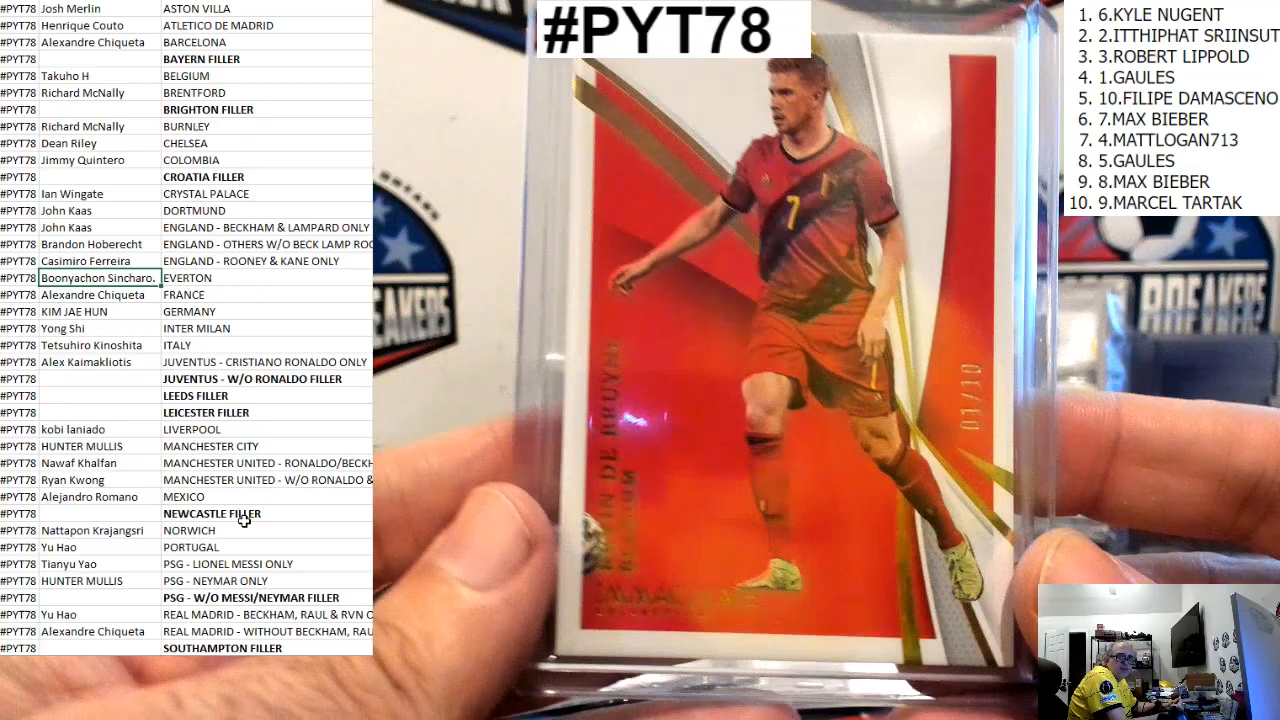 #PYT78 Josh Merlin ASTON VILLA
#PYT78 Henrique Couto ATLETICO DE MADRID
#PYT78 Alexandre Chiqueta BARCELONA
#PYT78 BAYERN FILLER
#PYT78 Takuho H BELGIUM
#PYT78 Richard McNally BRENTFORD
#PYT78 BRIGHTON FILLER
#PYT78 Richard McNally BURNLEY
#PYT78 Dean Riley CHELSEA
#PYT78 Jimmy Quintero COLOMBIA
#PYT78 CROATIA FILLER
#PYT78 Ian Wingate CRYSTAL PALACE
#PYT78 John Kaas DORTMUND
#PYT78 John Kaas ENGLAND - BECKHAM & LAMPARD ONLY
#PYT78 Brandon Hoberecht ENGLAND - OTHERS W/O BECK LAMP ROO
#PYT78 Casimiro Ferreira ENGLAND - ROONEY & KANE ONLY
#PYT78 Boonyachon Sincharo. EVERTON
#PYT78 Alexandre Chiqueta FRANCE
#PYT78 KIM JAE HUN GERMANY
#PYT78 Yong Shi INTER MILAN
#PYT78 Tetsuhiro Kinoshita ITALY
#PYT78 Alex Kaimakliotis JUVENTUS - CRISTIANO RONALDO ONLY
#PYT78 JUVENTUS - W/O RONALDO FILLER
#PYT78 LEEDS FILLER
#PYT78 LEICESTER FILLER
#PYT78 kobi laniado LIVERPOOL
#PYT78 HUNTER MULLIS MANCHESTER CITY
#PYT78 Nawaf Khalfan MANCHESTER UNITED - RONALDO/BECKH
#PYT78 Ryan Kwong MANCHESTER UNITED - W/O RONALDO &
#PYT78 Alejandro Romano MEXICO
#PYT78 NEWCASTLE FILLER
#PYT78 Nattapon Krajangsri NORWICH
#PYT78 Yu Hao PORTUGAL
#PYT78 Tianyu Yao PSG - LIONEL MESSI ONLY
#PYT78 HUNTER MULLIS PSG - NEYMAR ONLY
#PYT78 PSG - W/O MESSI/NEYMAR FILLER
#PYT78 Yu Hao REAL MADRID - BECKHAM, RAUL & RVN O
#PYT78 Alexandre Chiqueta REAL MADRID - WITHOUT BECKHAM, RAU
#PYT78 SOUTHAMPTON FILLER
#PYT78
7
01/10
KEVIN DE BRUYNE
BELGIUM
IMMACULATE
COLLECTION
BREAKERS
1. 6.KYLE NUGENT
2. 2.ITTHIPHAT SRIINSUT
3. 3.ROBERT LIPPOLD
4. 1.GAULES
5. 10.FILIPE DAMASCENO
6. 7.MAX BIEBER
7. 4.MATTLOGAN713
8. 5.GAULES
9. 8.MAX BIEBER
10. 9.MARCEL TARTAK